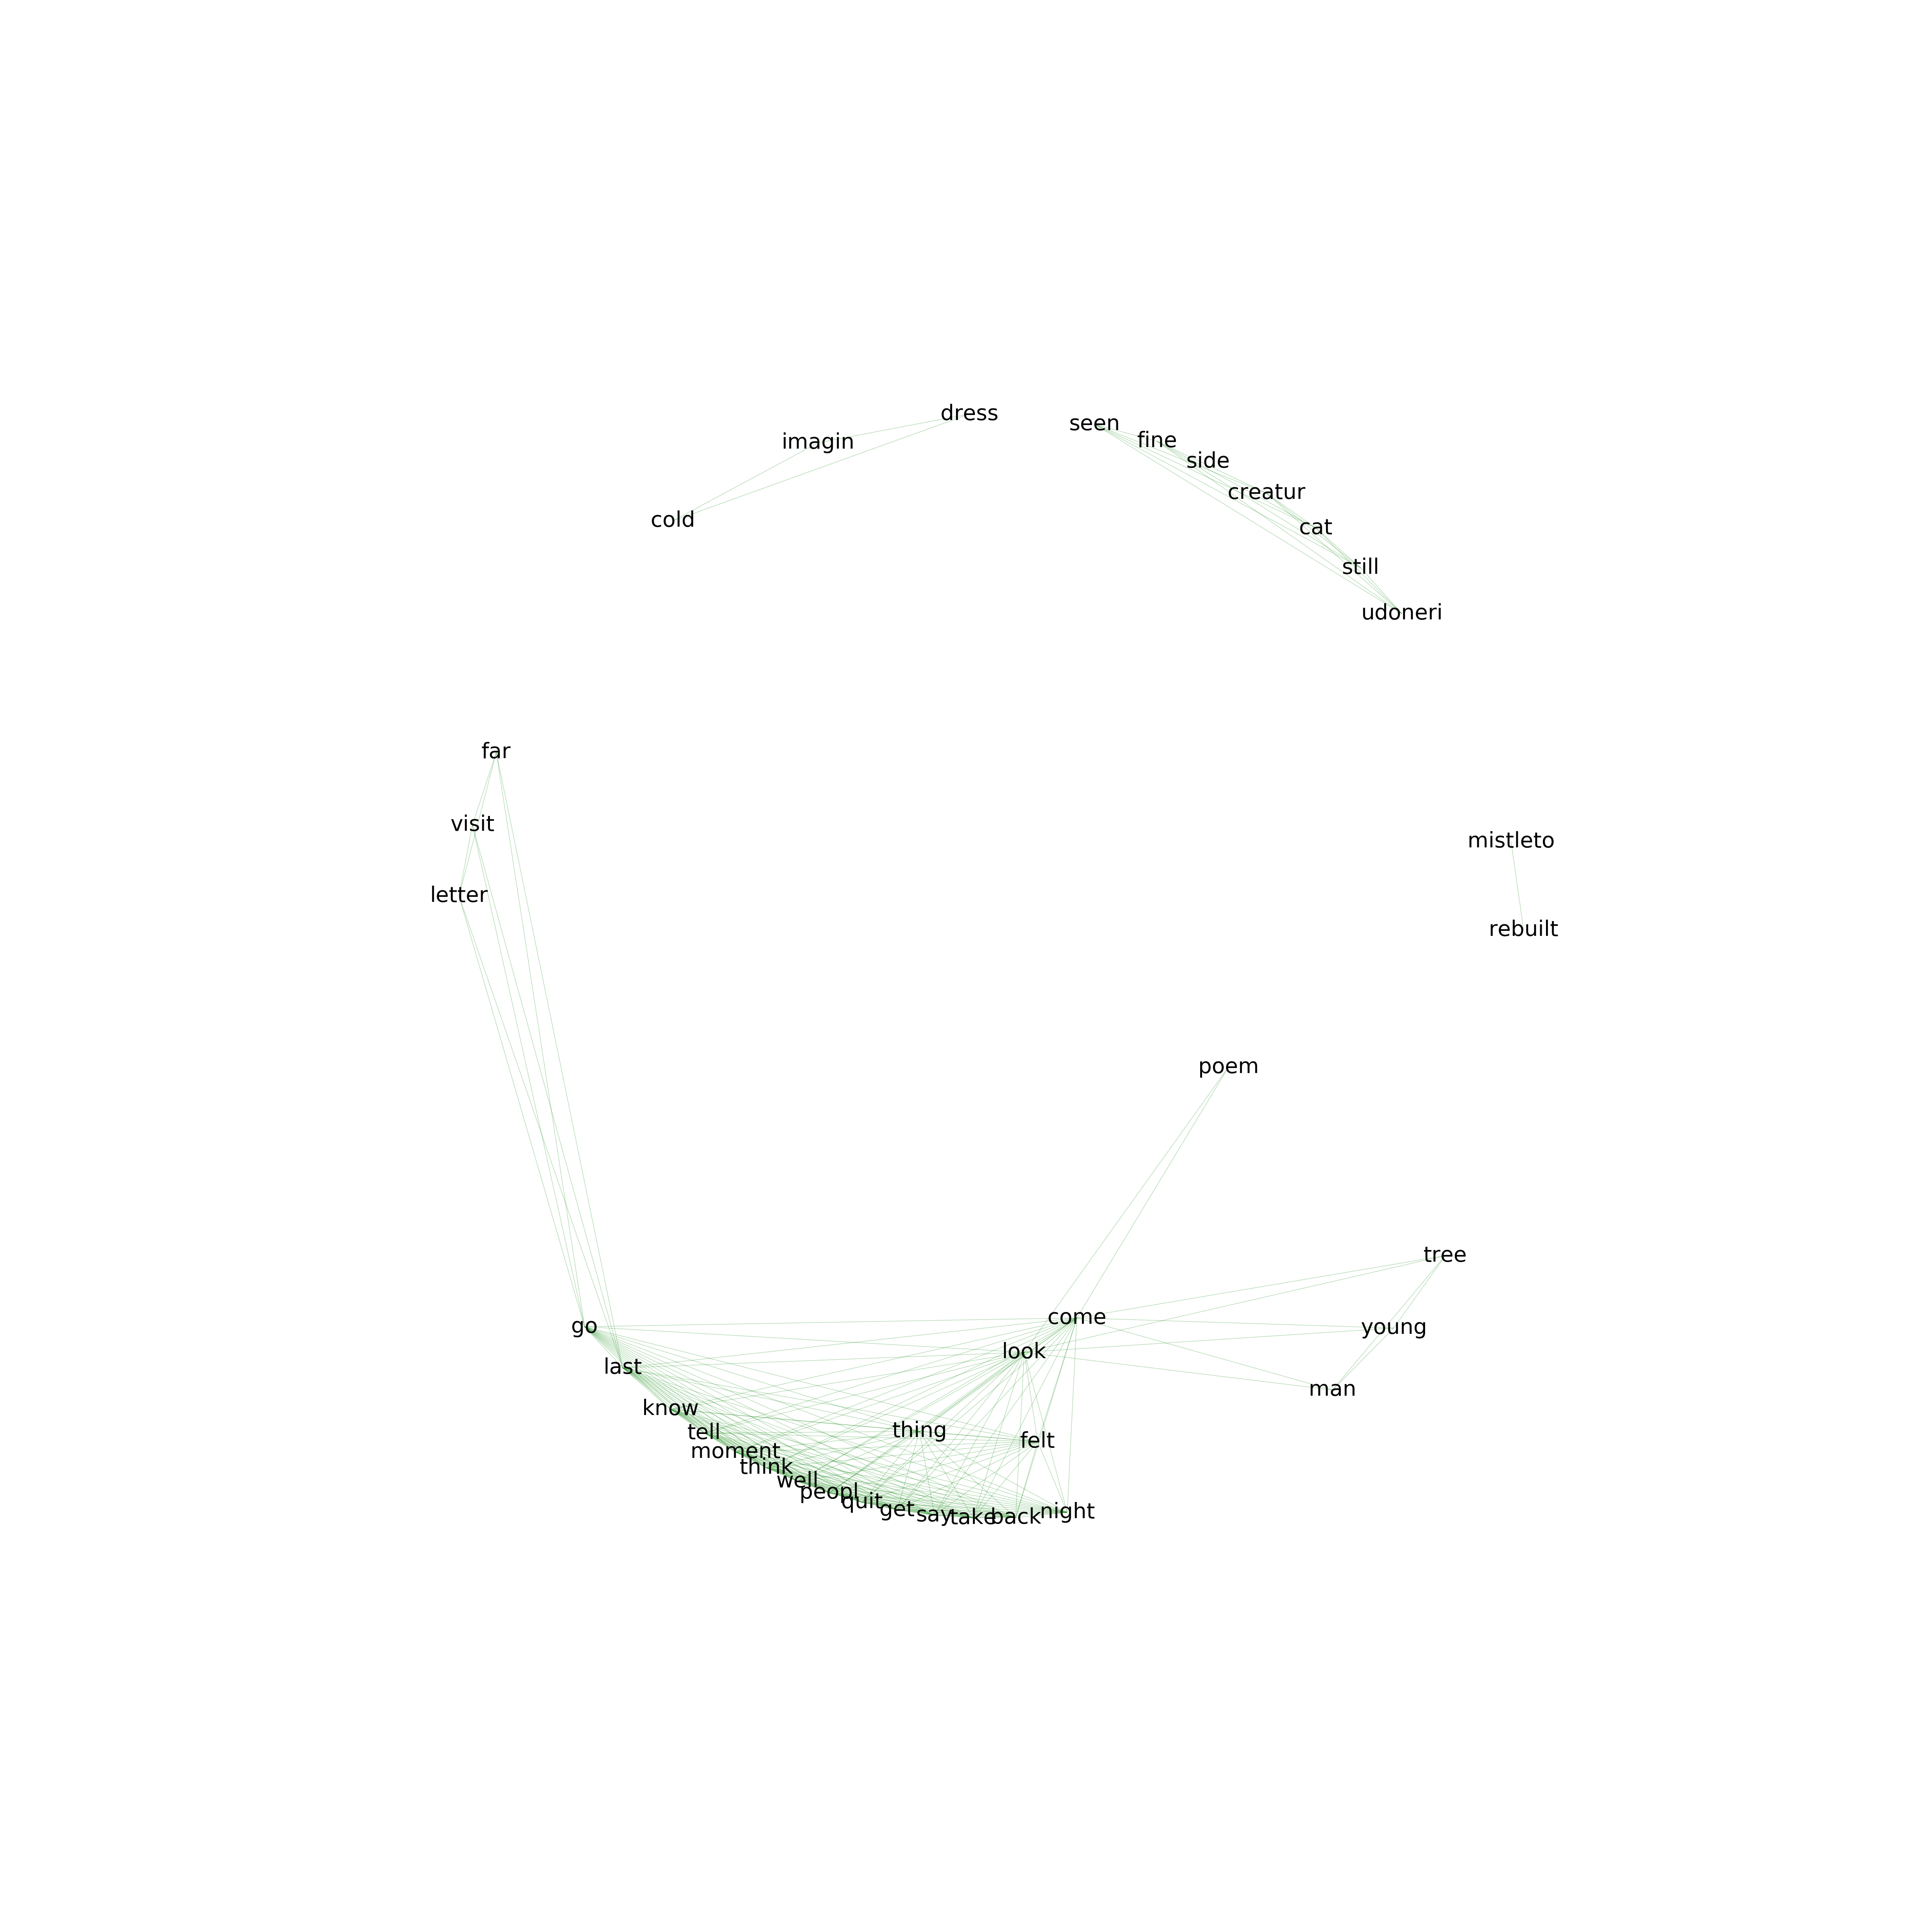 dress
seen
imagin
fine
side
creatur
cold
cat
still
udoneri
far
visit
mistleto
letter
rebuilt
poem
tree
come
go
young
look
last
man
know
thing
tell
felt
moment
think
well
peopl
quit
get
night
say
take
back